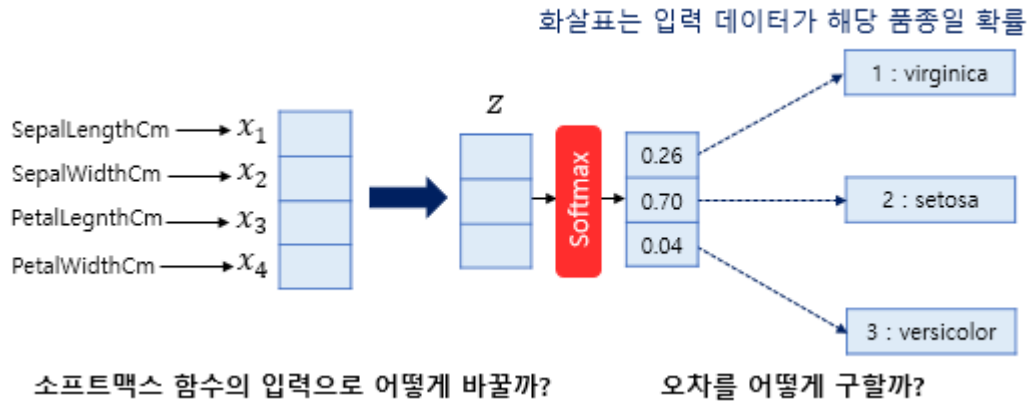 화살표는 입력 데이터가 해당 품종일 확률
1 : virginica
z
SepalLengthCm x₁
SepalWidthCm x₂
PetalLegnthCm x₃
PetalWidthCm x₄
Softmax
0.26
0.70
0.04
2 : setosa
3 : versicolor
소프트맥스 함수의 입력으로 어떻게 바꿀까?
오차를 어떻게 구할까?